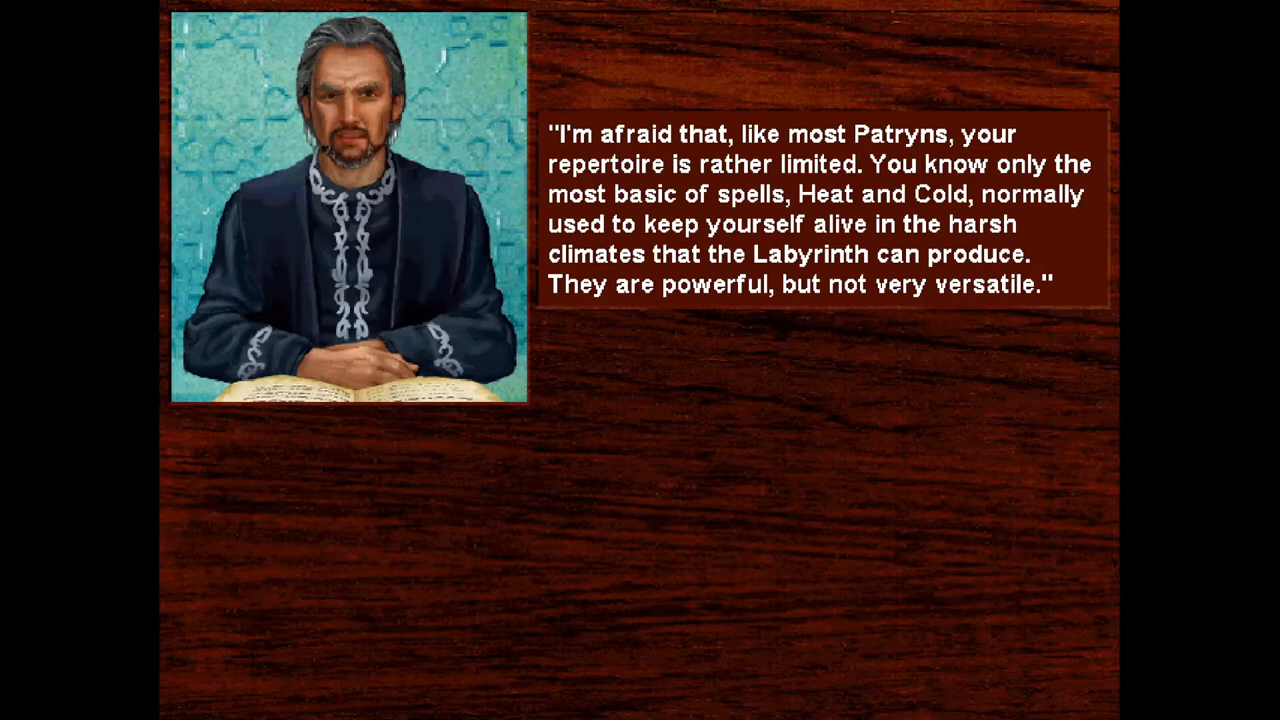 "I'm afraid that, like most Patryns, your
repertoire is rather limited. You know only the
most basic of spells, Heat and Cold, normally
used to keep yourself alive in the harsh
climates that the Labyrinth can produce.
They are powerful, but not very versatile."